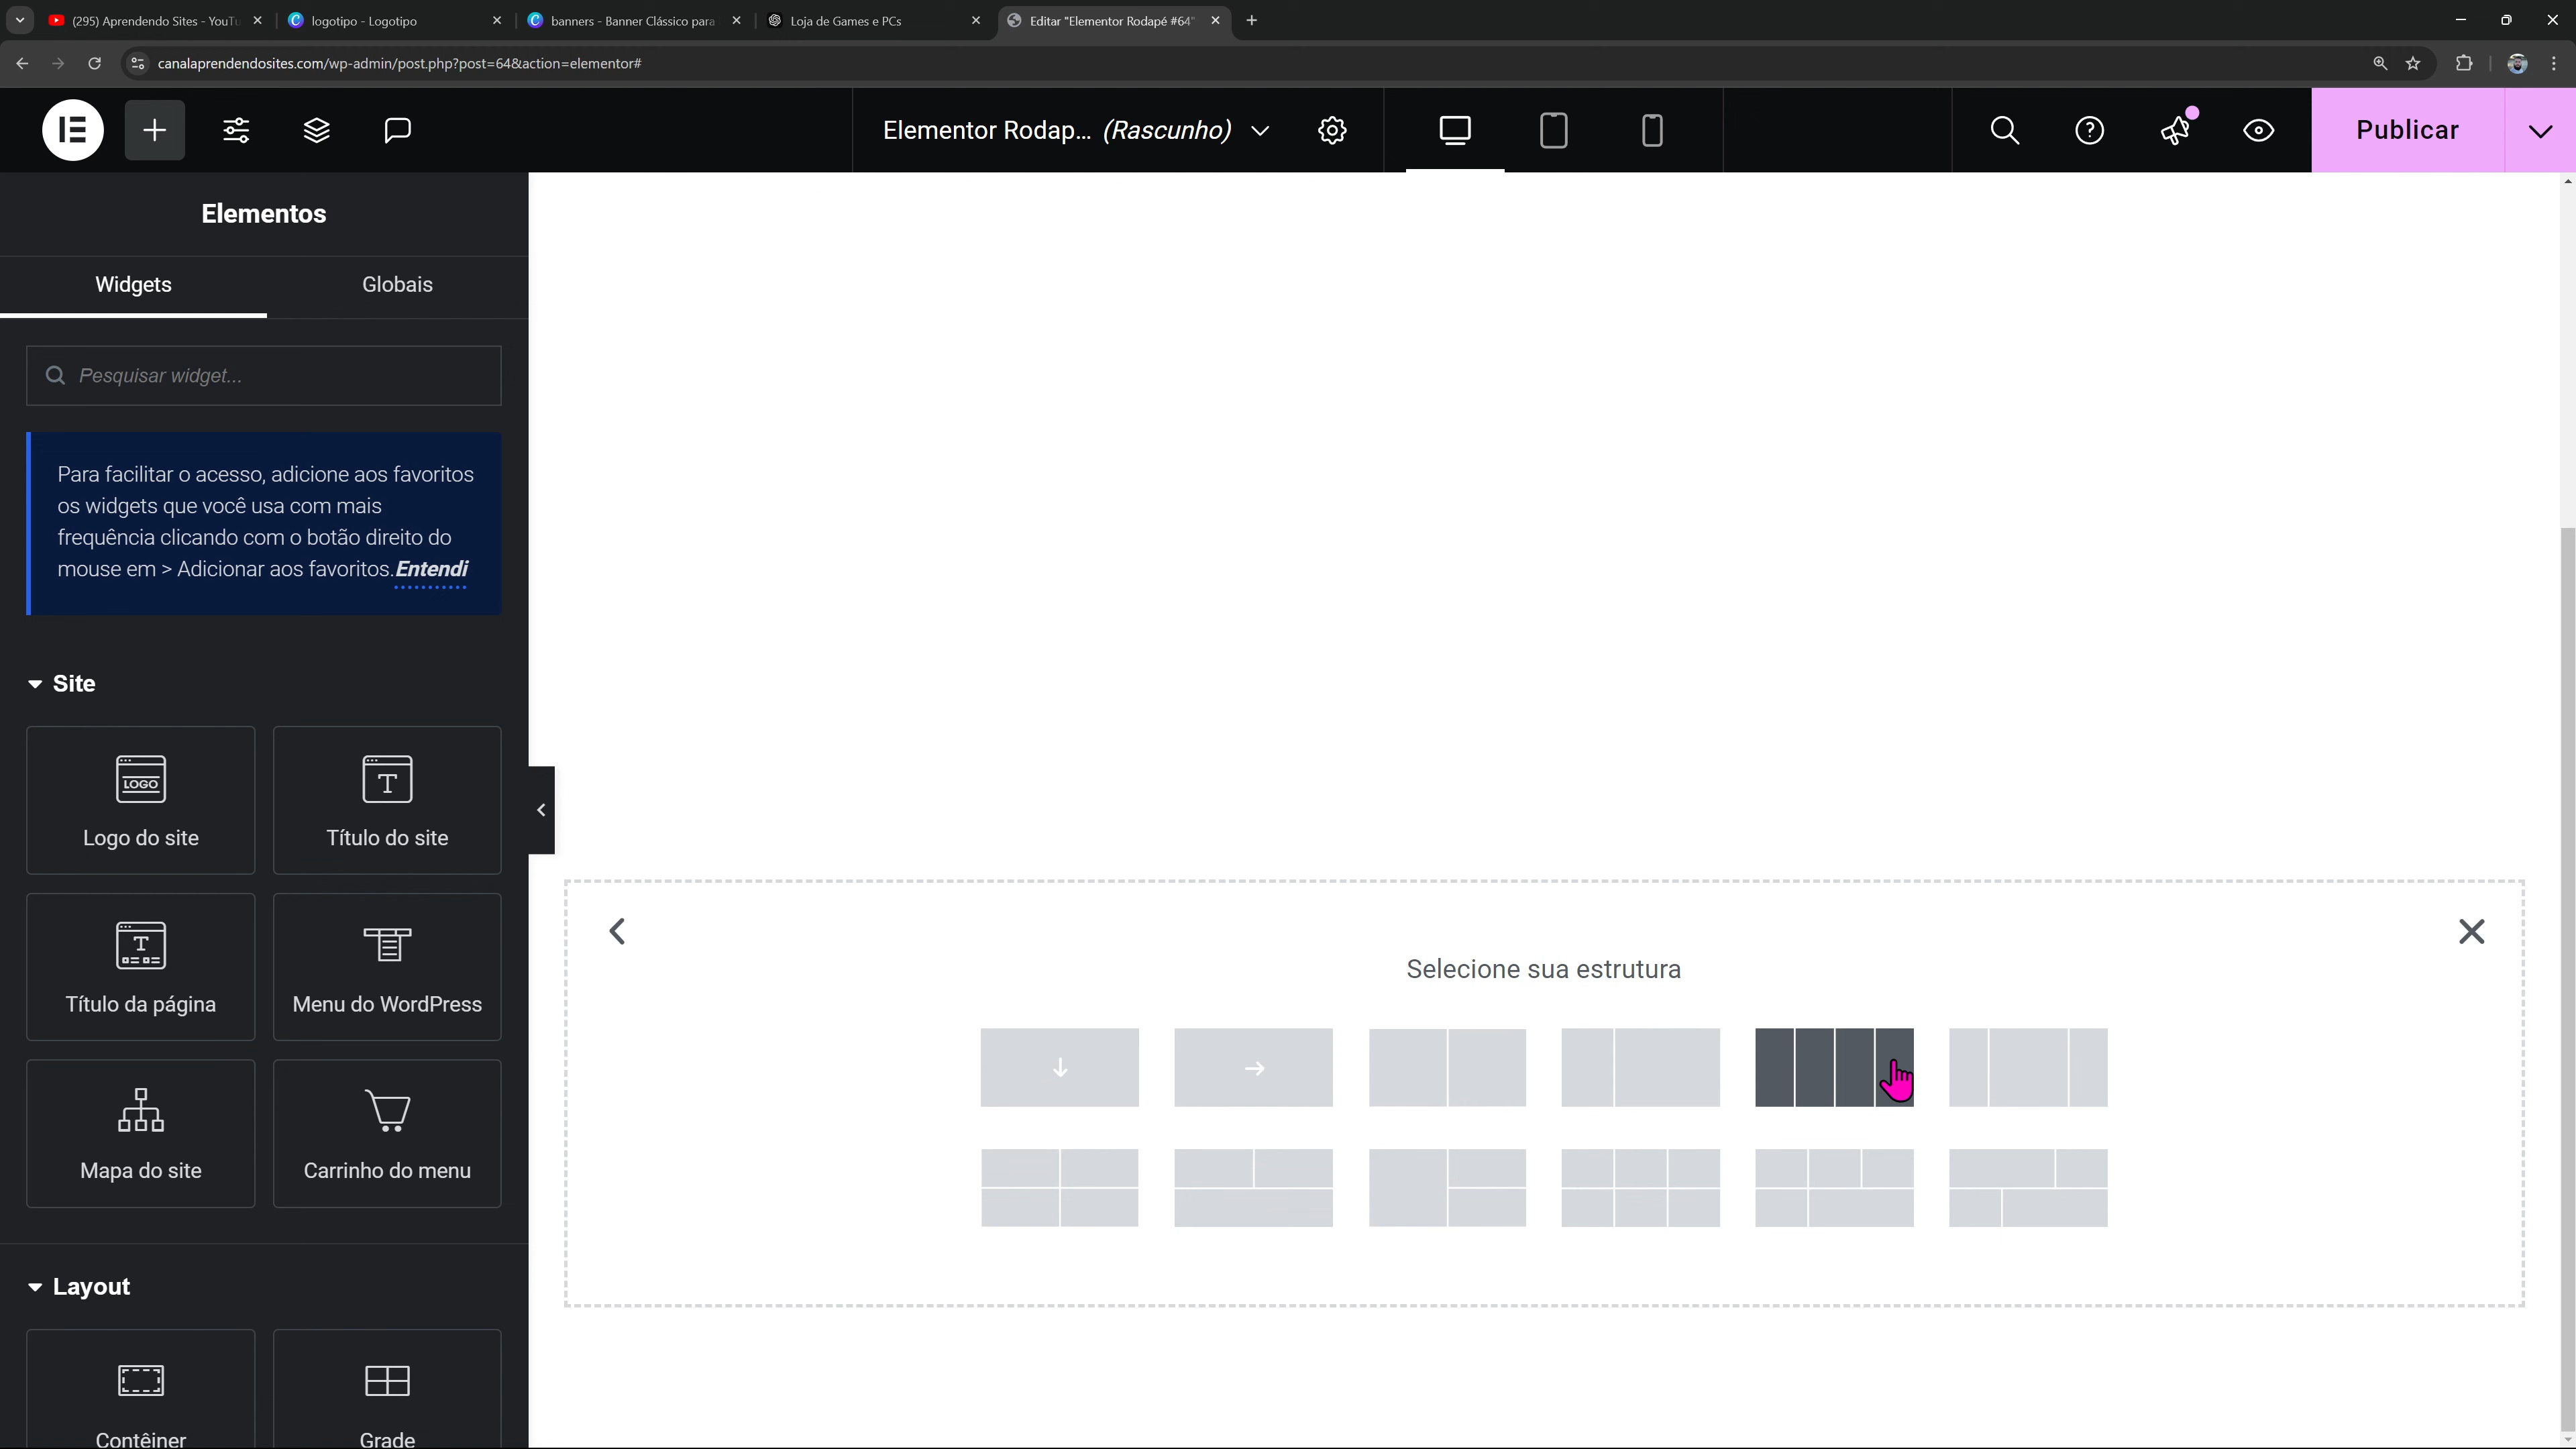 (295) Aprendendo Sites - YouTu
logotipo - Logotipo
banners - Banner Clássico para
Loja de Games e PCs
Editar "Elementor Rodapé #64"
canalaprendendosites.com/wp-admin/post.php?post=64&action=elementor#
Elementor Rodap... (Rascunho)
Publicar
Elementos
Widgets
Globais
Pesquisar widget...
Para facilitar o acesso, adicione aos favoritos
os widgets que você usa com mais
frequência clicando com o botão direito do
mouse em > Adicionar aos favoritos.Entendi
Site
LOGO
Logo do site
T
Título do site
T
Título da página
Menu do WordPress
Mapa do site
Carrinho do menu
Layout
Contêiner
Grade
Selecione sua estrutura